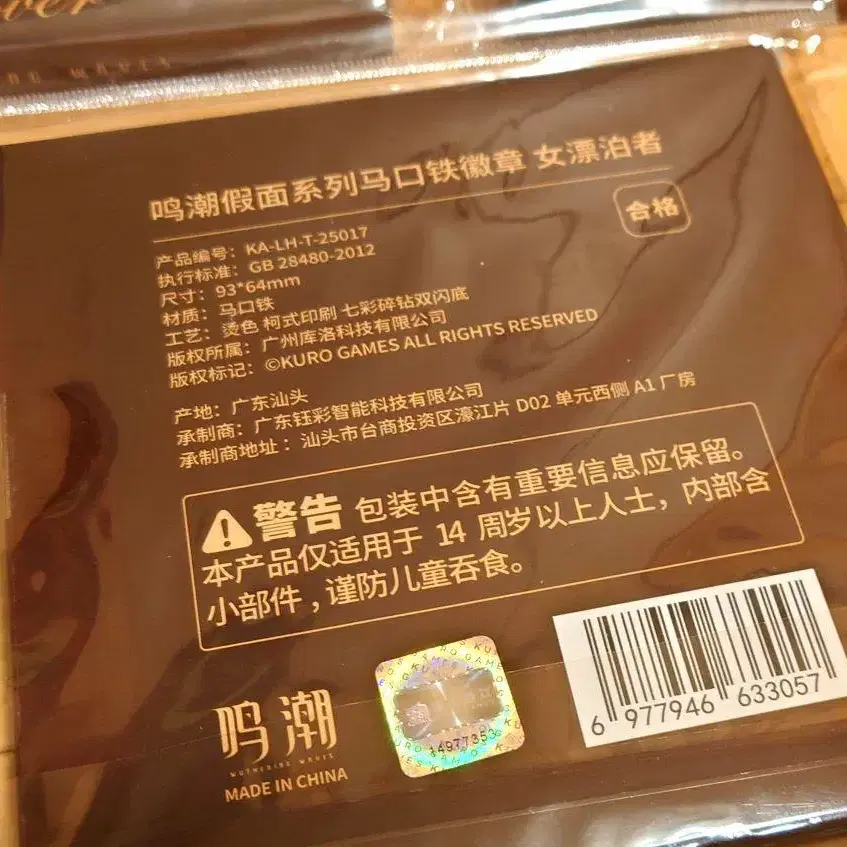 ver
鸣潮假面系列马口铁徽章 女漂泊者
合格
产品编号：KA-LH-T-25017
执行标准：GB 28480-2012
尺寸：93*64mm
材质：马口铁
工艺：烫色 柯式印刷 七彩碎钻双闪底
版权所属：广州库洛科技有限公司
版权标记：©KURO GAMES ALL RIGHTS RESERVED
产地：广东汕头
承制商：广东钰彩智能科技有限公司
承制商地址：汕头市台商投资区濠江片 D02 单元西侧 A1 厂房
警告 包装中含有重要信息应保留。
本产品仅适用于 14 周岁以上人士，内部含
小部件，谨防儿童吞食。
鸣潮
WUTHERING WAVES
MADE IN CHINA
KURO GAMES
14977353
6 977946 633057